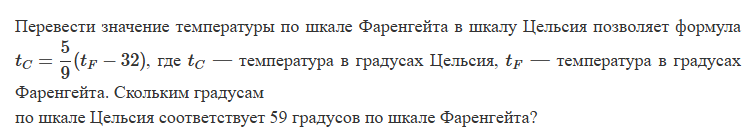 Перевести значение температуры по шкале Фаренгейта в шкалу Цельсия позволяет формула
t_C = 5/9 (t_F − 32), где t_C — температура в градусах Цельсия, t_F — температура в градусах
Фаренгейта. Скольким градусам
по шкале Цельсия соответствует 59 градусов по шкале Фаренгейта?